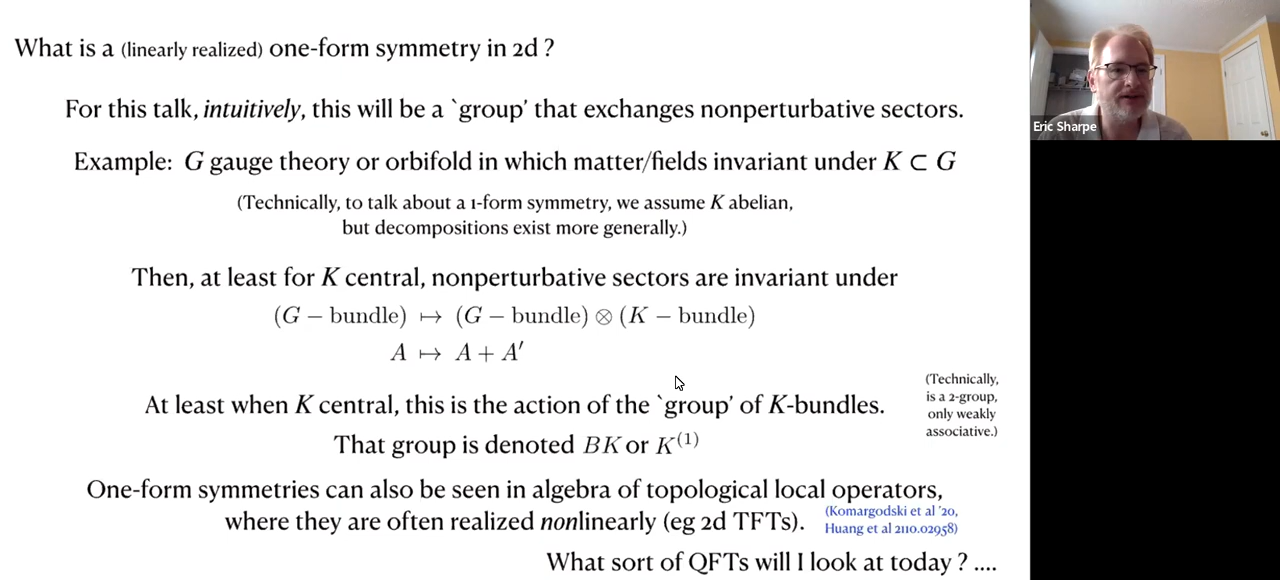 What is a (linearly realized) one-form symmetry in 2d ?
For this talk, intuitively, this will be a `group' that exchanges nonperturbative sectors.
Example: G gauge theory or orbifold in which matter/fields invariant under K ⊂ G
(Technically, to talk about a 1-form symmetry, we assume K abelian,
but decompositions exist more generally.)
Then, at least for K central, nonperturbative sectors are invariant under
(G − bundle) ↦ (G − bundle) ⊗ (K − bundle)
A ↦ A + A′
At least when K central, this is the action of the `group' of K-bundles.
(Technically,
is a 2-group,
only weakly
associative.)
That group is denoted BK or K⁽¹⁾
One-form symmetries can also be seen in algebra of topological local operators,
where they are often realized nonlinearly (eg 2d TFTs).
(Komargodski et al '20,
Huang et al 2110.02958)
What sort of QFTs will I look at today ? ....
Eric Sharpe